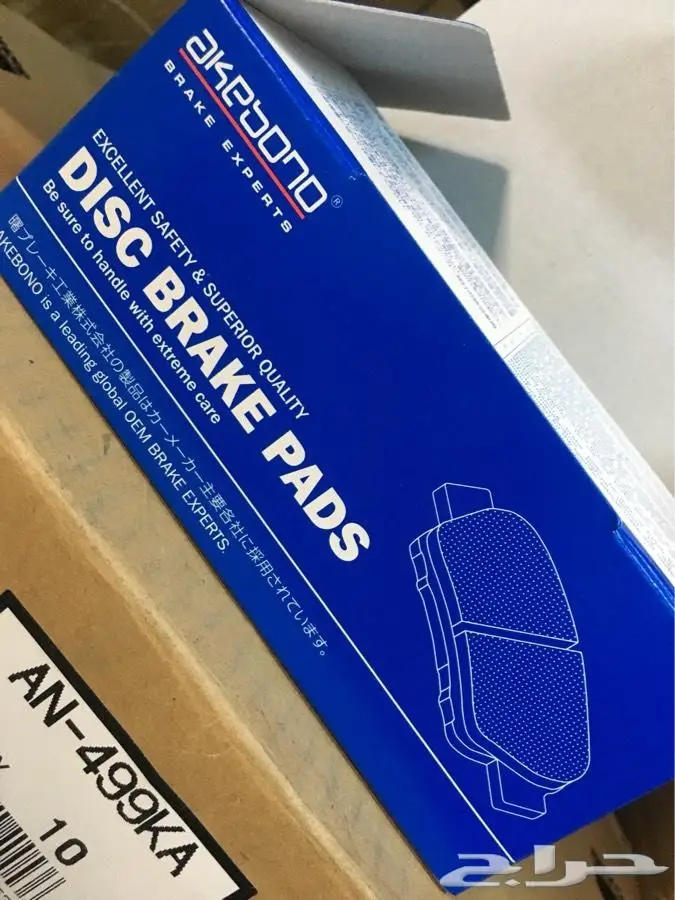 akebono®
BRAKE EXPERTS
EXCELLENT SAFETY & SUPERIOR QUALITY
DISC BRAKE PADS
Be sure to handle with extreme care
曙ブレーキ工業株式会社の製品はカーメーカー主要各社に採用されています。
AKEBONO is a leading global OEM BRAKE EXPERTS.
AN-499KA
10
حراج